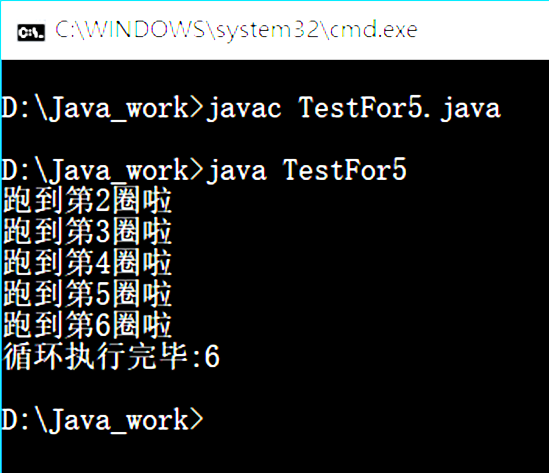 C:\WINDOWS\system32\cmd.exe
D:\Java_work>javac TestFor5.java
D:\Java_work>java TestFor5
跑到第2圈啦
跑到第3圈啦
跑到第4圈啦
跑到第5圈啦
跑到第6圈啦
循环执行完毕:6
D:\Java_work>